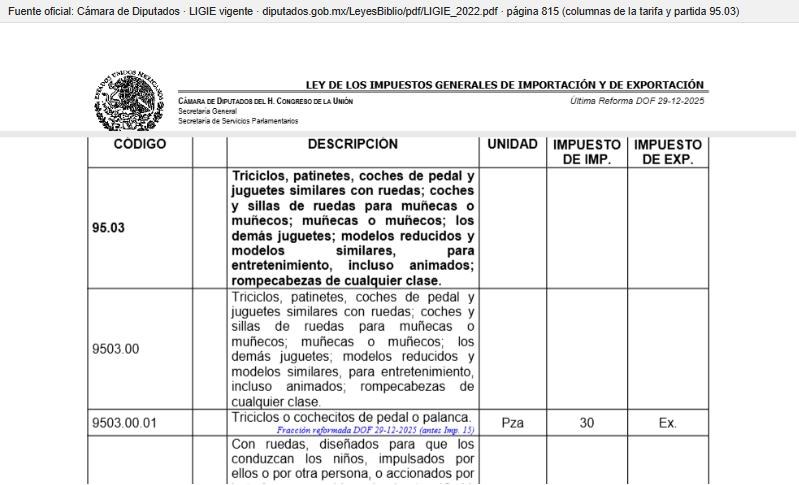 Fuente oficial: Cámara de Diputados · LIGIE vigente · diputados.gob.mx/LeyesBiblio/pdf/LIGIE_2022.pdf · página 815 (columnas de la tarifa y partida 95.03)
ESTADOS UNIDOS MEXICANOS
LEY DE LOS IMPUESTOS GENERALES DE IMPORTACIÓN Y DE EXPORTACIÓN
CÁMARA DE DIPUTADOS DEL H. CONGRESO DE LA UNIÓN
Última Reforma DOF 29-12-2025
Secretaría General
Secretaría de Servicios Parlamentarios
CÓDIGO DESCRIPCIÓN UNIDAD IMPUESTO DE IMP. IMPUESTO DE EXP.
95.03
Triciclos, patinetes, coches de pedal y
juguetes similares con ruedas; coches
y sillas de ruedas para muñecas o
muñecos; muñecas o muñecos; los
demás juguetes; modelos reducidos y
modelos similares, para
entretenimiento, incluso animados;
rompecabezas de cualquier clase.
9503.00
Triciclos, patinetes, coches de pedal y
juguetes similares con ruedas; coches y
sillas de ruedas para muñecas o
muñecos; muñecas o muñecos; los
demás juguetes; modelos reducidos y
modelos similares, para entretenimiento,
incluso animados; rompecabezas de
cualquier clase.
9503.00.01 Triciclos o cochecitos de pedal o palanca. Pza 30 Ex.
Fracción reformada DOF 29-12-2025 (antes Imp. 15)
Con ruedas, diseñados para que los
conduzcan los niños, impulsados por
ellos o por otra persona, o accionados por